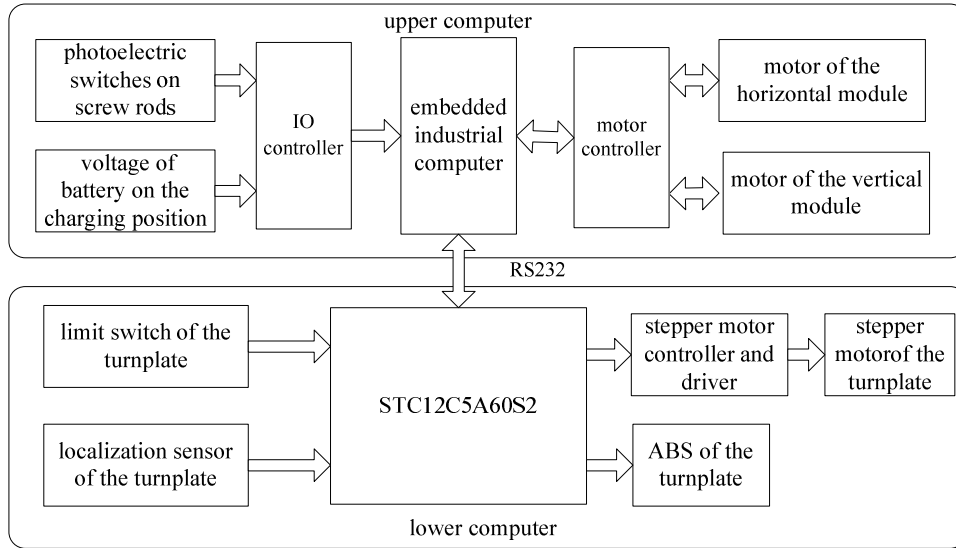 upper computer
photoelectric
switches on
screw rods
voltage of
battery on the
charging position
IO
controller
embedded
industrial
computer
motor
controller
motor of the
horizontal module
motor of the vertical
module
RS232
limit switch of the
turnplate
localization sensor
of the turnplate
STC12C5A60S2
stepper motor
controller and
driver
stepper
motorof the
turnplate
ABS of the
turnplate
lower computer